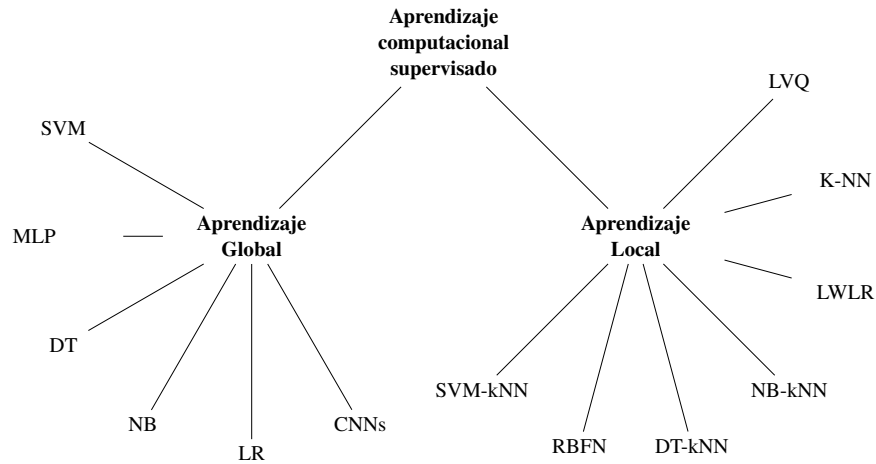 Aprendizaje
computacional
supervisado
SVM
MLP
DT
NB
LR
CNNs
Aprendizaje
Global
LVQ
K-NN
LWLR
NB-kNN
DT-kNN
RBFN
SVM-kNN
Aprendizaje
Local